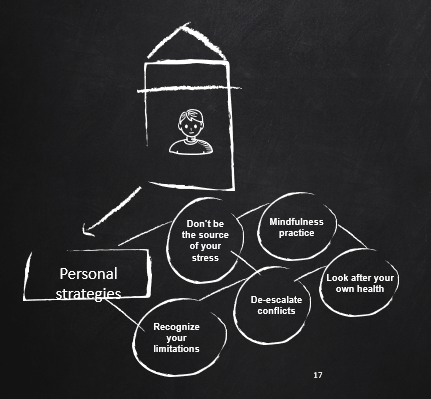 Don't be
the source
of your
stress
Mindfulness
practice
Personal
strategies
De-escalate
conflicts
Look after your
own health
Recognize
your
limitations
17